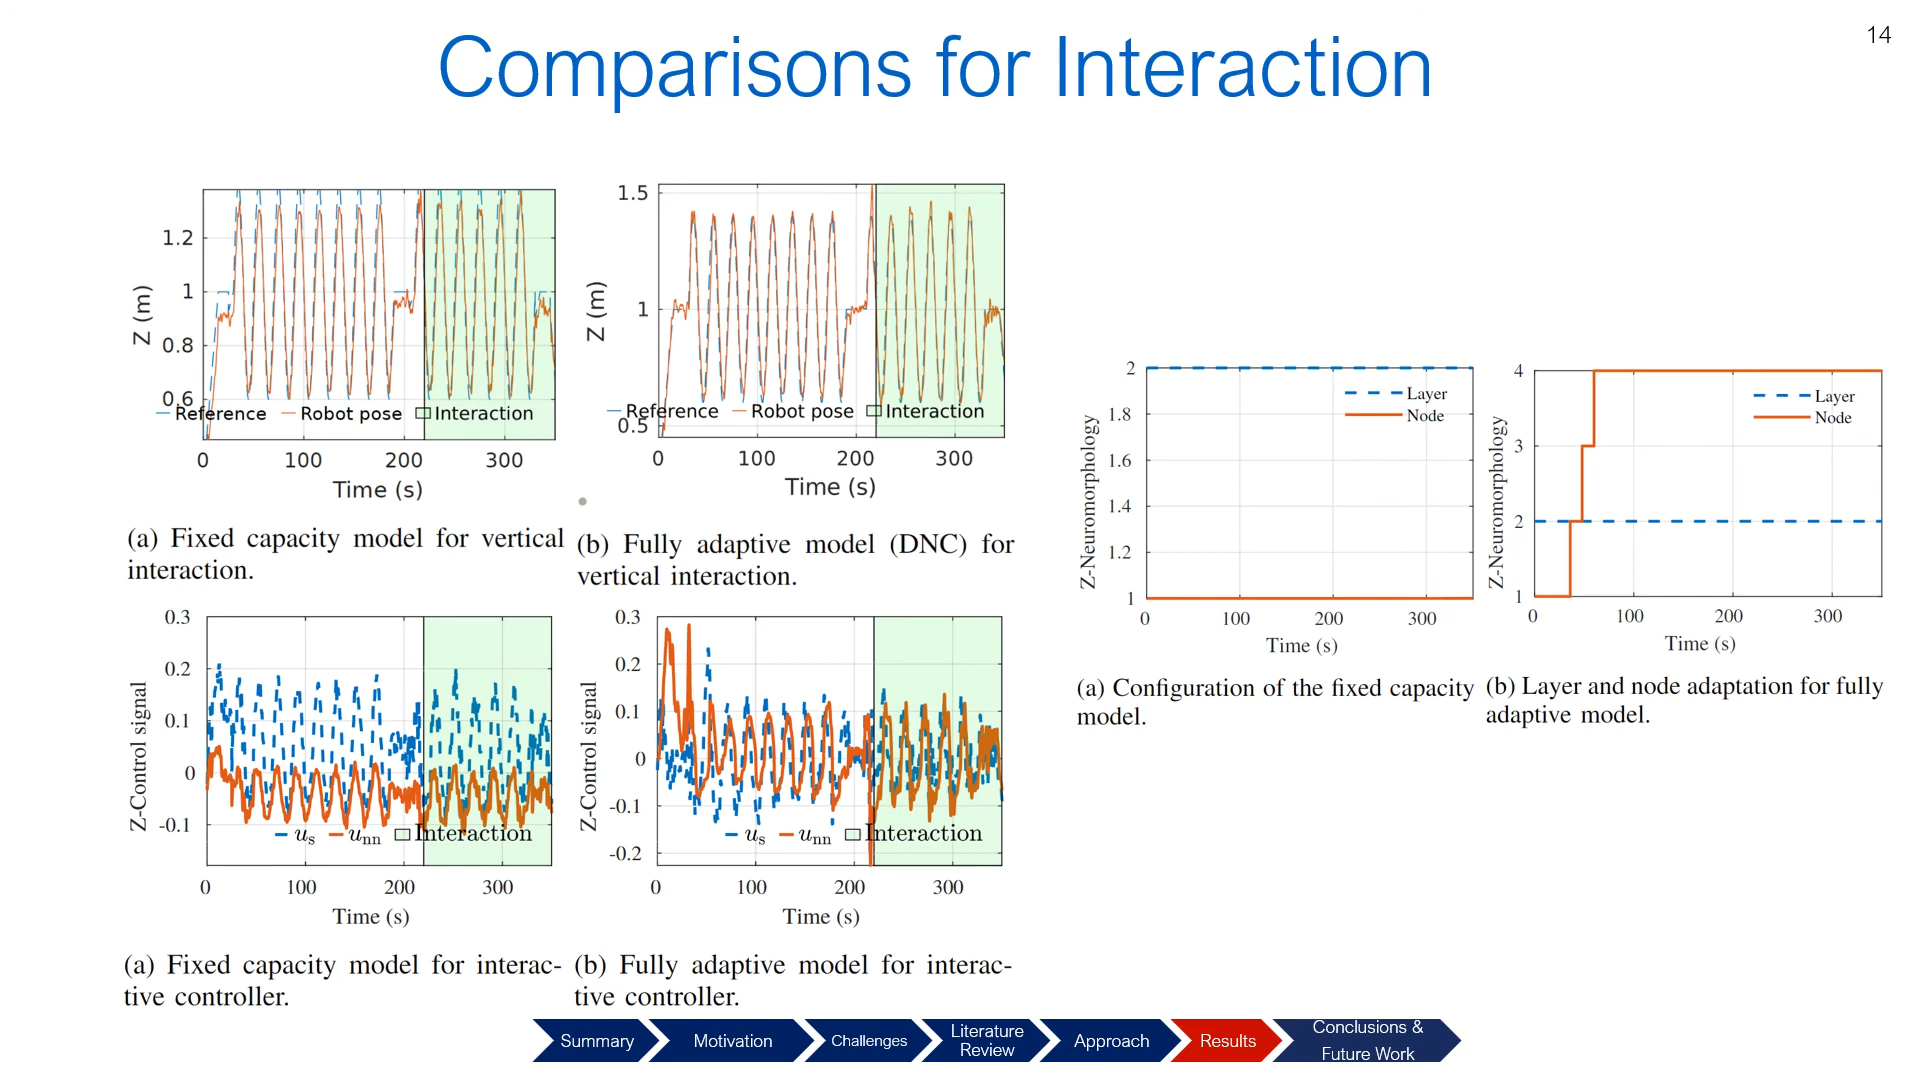 14
Comparisons for Interaction
1.2
1
0.8
0.6
Z (m)
Reference Robot pose Interaction
0 100 200 300
Time (s)
(a) Fixed capacity model for vertical
interaction.
1.5
1
0.5
Z (m)
Reference Robot pose Interaction
0 100 200 300
Time (s)
(b) Fully adaptive model (DNC) for
vertical interaction.
0.3
0.2
0.1
0
-0.1
Z-Control signal
us unn Interaction
0 100 200 300
Time (s)
(a) Fixed capacity model for interac-
tive controller.
0.3
0.2
0.1
0
-0.1
-0.2
Z-Control signal
us unn Interaction
0 100 200 300
Time (s)
(b) Fully adaptive model for interac-
tive controller.
2
1.8
1.6
1.4
1.2
1
Z-Neuromorphology
Layer
Node
0 100 200 300
Time (s)
(a) Configuration of the fixed capacity
model.
4
3
2
1
Z-Neuromorphology
Layer
Node
0 100 200 300
Time (s)
(b) Layer and node adaptation for fully
adaptive model.
Summary
Motivation
Challenges
Literature
Review
Approach
Results
Conclusions &
Future Work